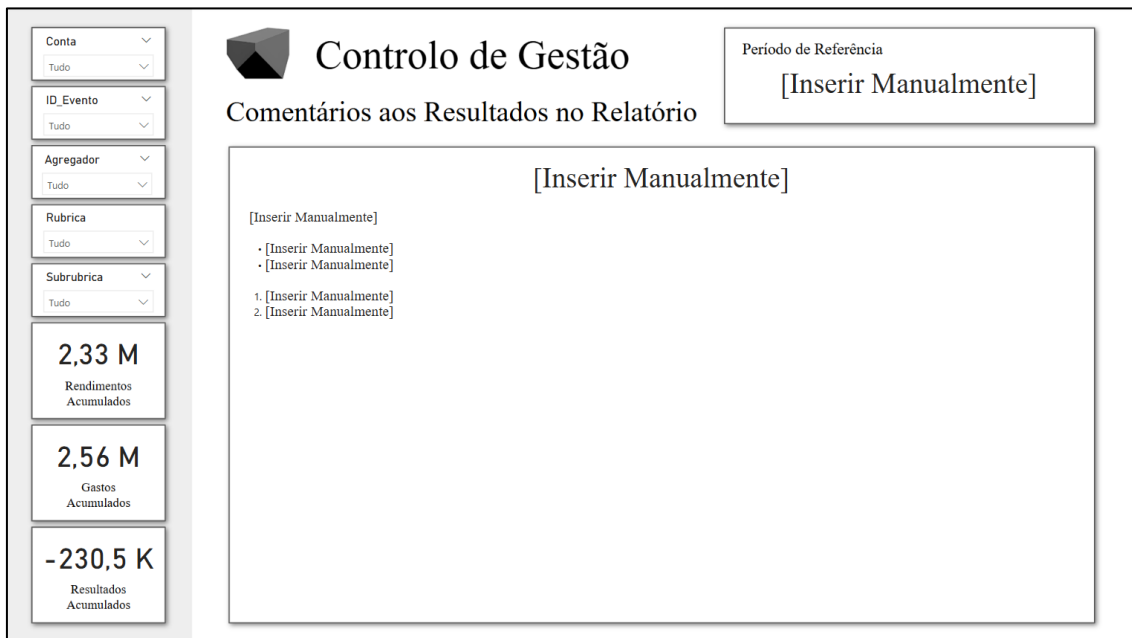 Conta
Tudo
ID_Evento
Tudo
Agregador
Tudo
Rubrica
Tudo
Subrubrica
Tudo
2,33 M
Rendimentos
Acumulados
2,56 M
Gastos
Acumulados
-230,5 K
Resultados
Acumulados
Controlo de Gestão
Comentários aos Resultados no Relatório
Período de Referência
[Inserir Manualmente]
[Inserir Manualmente]
[Inserir Manualmente]
• [Inserir Manualmente]
• [Inserir Manualmente]
1. [Inserir Manualmente]
2. [Inserir Manualmente]